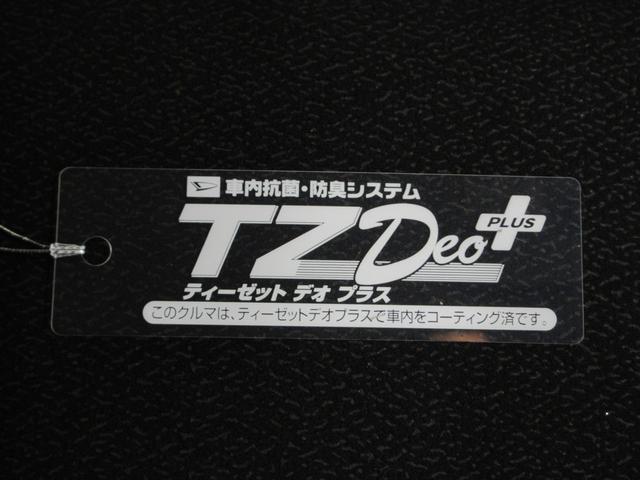 車内抗菌・防臭システム
TZDeo
PLUS
ティーゼット デオ プラス
このクルマは、ティーゼットデオプラスで車内をコーティング済です。